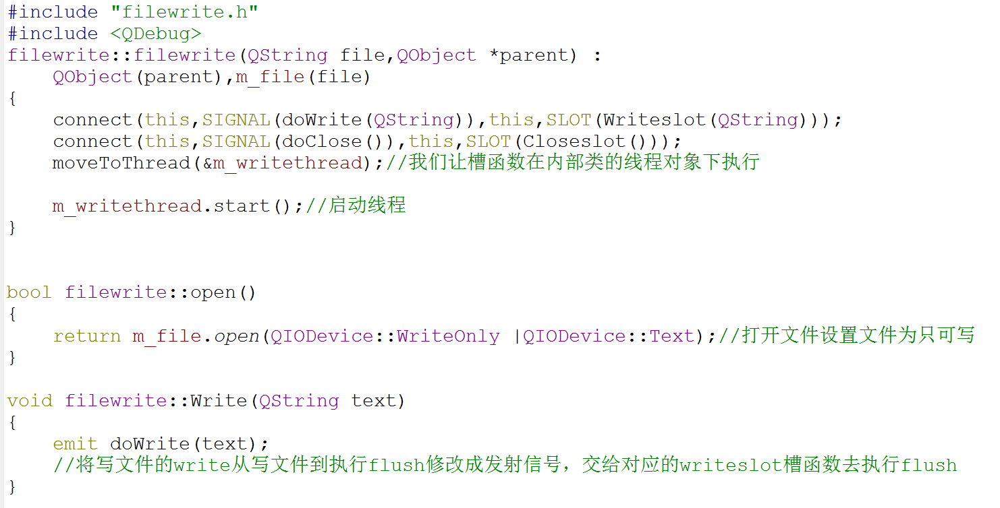 #include "filewrite.h"
#include <QDebug>
filewrite::filewrite(QString file,QObject *parent) :
    QObject(parent),m_file(file)
{
    connect(this,SIGNAL(doWrite(QString)),this,SLOT(Writeslot(QString)));
    connect(this,SIGNAL(doClose()),this,SLOT(Closeslot()));
    moveToThread(&m_writethread);//我们让槽函数在内部类的线程对象下执行
    m_writethread.start();//启动线程
}
bool filewrite::open()
{
    return m_file.open(QIODevice::WriteOnly |QIODevice::Text);//打开文件设置文件为只可写
}
void filewrite::Write(QString text)
{
    emit doWrite(text);
    //将写文件的write从写文件到执行flush修改成发射信号，交给对应的writeslot槽函数去执行flush
}